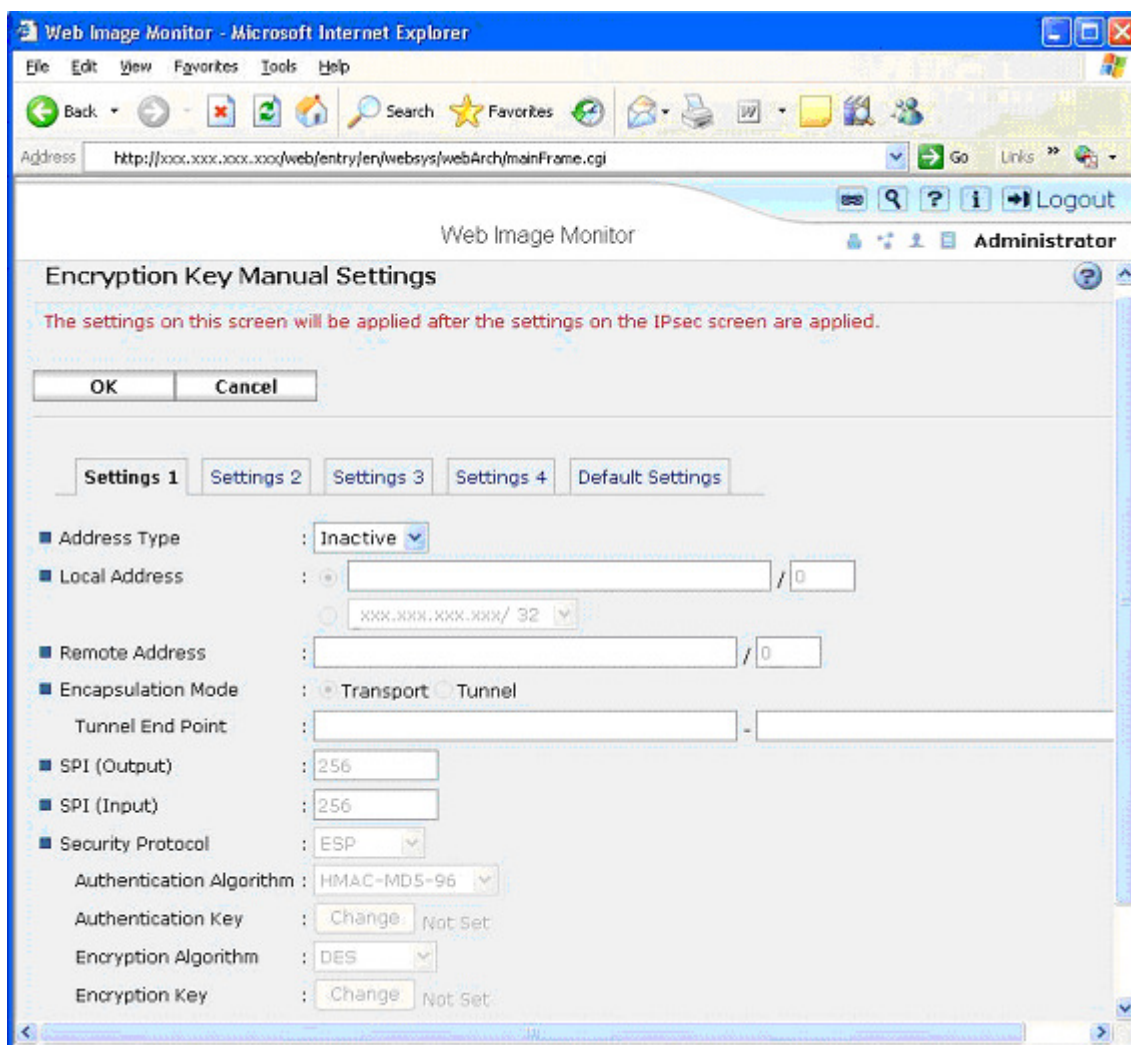 Web Image Monitor - Microsoft Internet Explorer
File Edit View Favorites Tools Help
Back Search Favorites
Address http://xxx.xxx.xxx.xxx/web/entry/en/websys/webArch/mainFrame.cgi Go Links »
? i Logout
Web Image Monitor Administrator
Encryption Key Manual Settings ?
The settings on this screen will be applied after the settings on the IPsec screen are applied.
OK Cancel
Settings 1 Settings 2 Settings 3 Settings 4 Default Settings
Address Type : Inactive
Local Address : / 0
xxx.xxx.xxx.xxx/ 32
Remote Address : / 0
Encapsulation Mode : Transport Tunnel
Tunnel End Point : -
SPI (Output) : 256
SPI (Input) : 256
Security Protocol : ESP
Authentication Algorithm : HMAC-MD5-96
Authentication Key : Change Not Set
Encryption Algorithm : DES
Encryption Key : Change Not Set